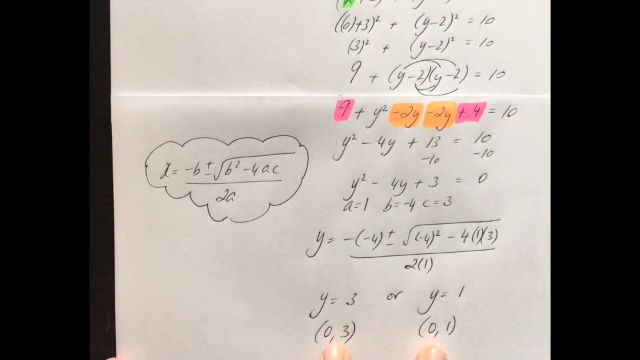 ((0)+3)² + (y-2)² = 10
(3)² + (y-2)² = 10
9 + (y-2)(y-2) = 10
9 + y² -2y -2y + 4 = 10
y² - 4y + 13 = 10
-10 -10
y² - 4y + 3 = 0
a=1 b=-4 c=3
x = -b ± √b² - 4ac
2a
y = -(-4) ± √(-4)² - 4(1)(3)
2(1)
y = 3 or y = 1
(0, 3) (0, 1)